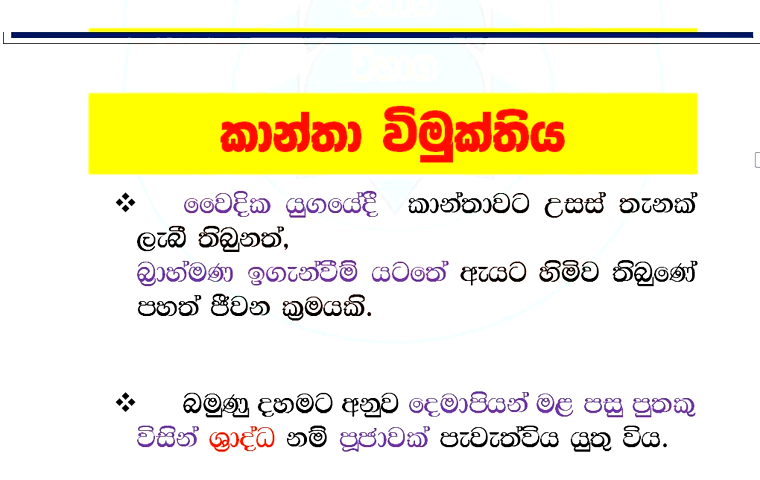 කාන්තා විමුක්තිය
❖ වෛදික යුගයේදී කාන්තාවට උසස් තැනක්
ලැබී තිබුනත්,
බ්‍රාහ්මණ ඉගැන්වීම් යටතේ ඇයට හිමිව තිබුණේ
පහත් ජීවන ක්‍රමයකි.
❖ බමුණු දහමට අනුව දෙමාපියන් මළ පසු පුතකු
විසින් ශ්‍රාද්ධ නම් පූජාවක් පැවැත්විය යුතු විය.